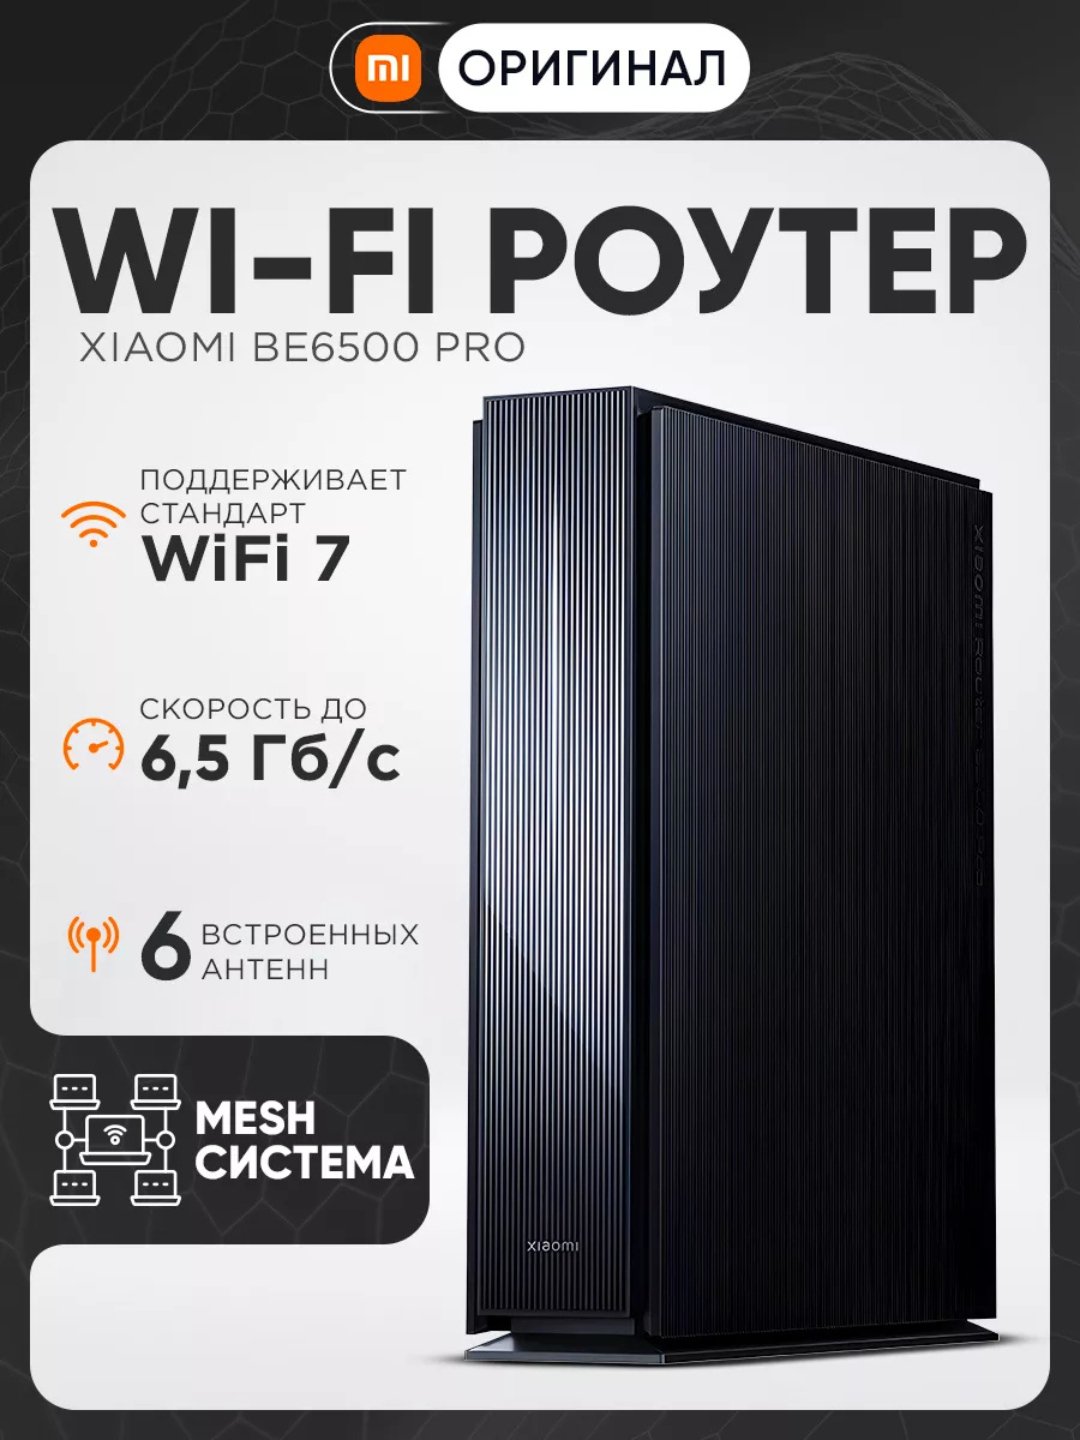 mi ОРИГИНАЛ
WI-FI РОУТЕР
XIAOMI BE6500 PRO
ПОДДЕРЖИВАЕТ
СТАНДАРТ
WiFi 7
СКОРОСТЬ ДО
6,5 Гб/с
6 ВСТРОЕННЫХ
АНТЕНН
MESH
СИСТЕМА
xiaomi